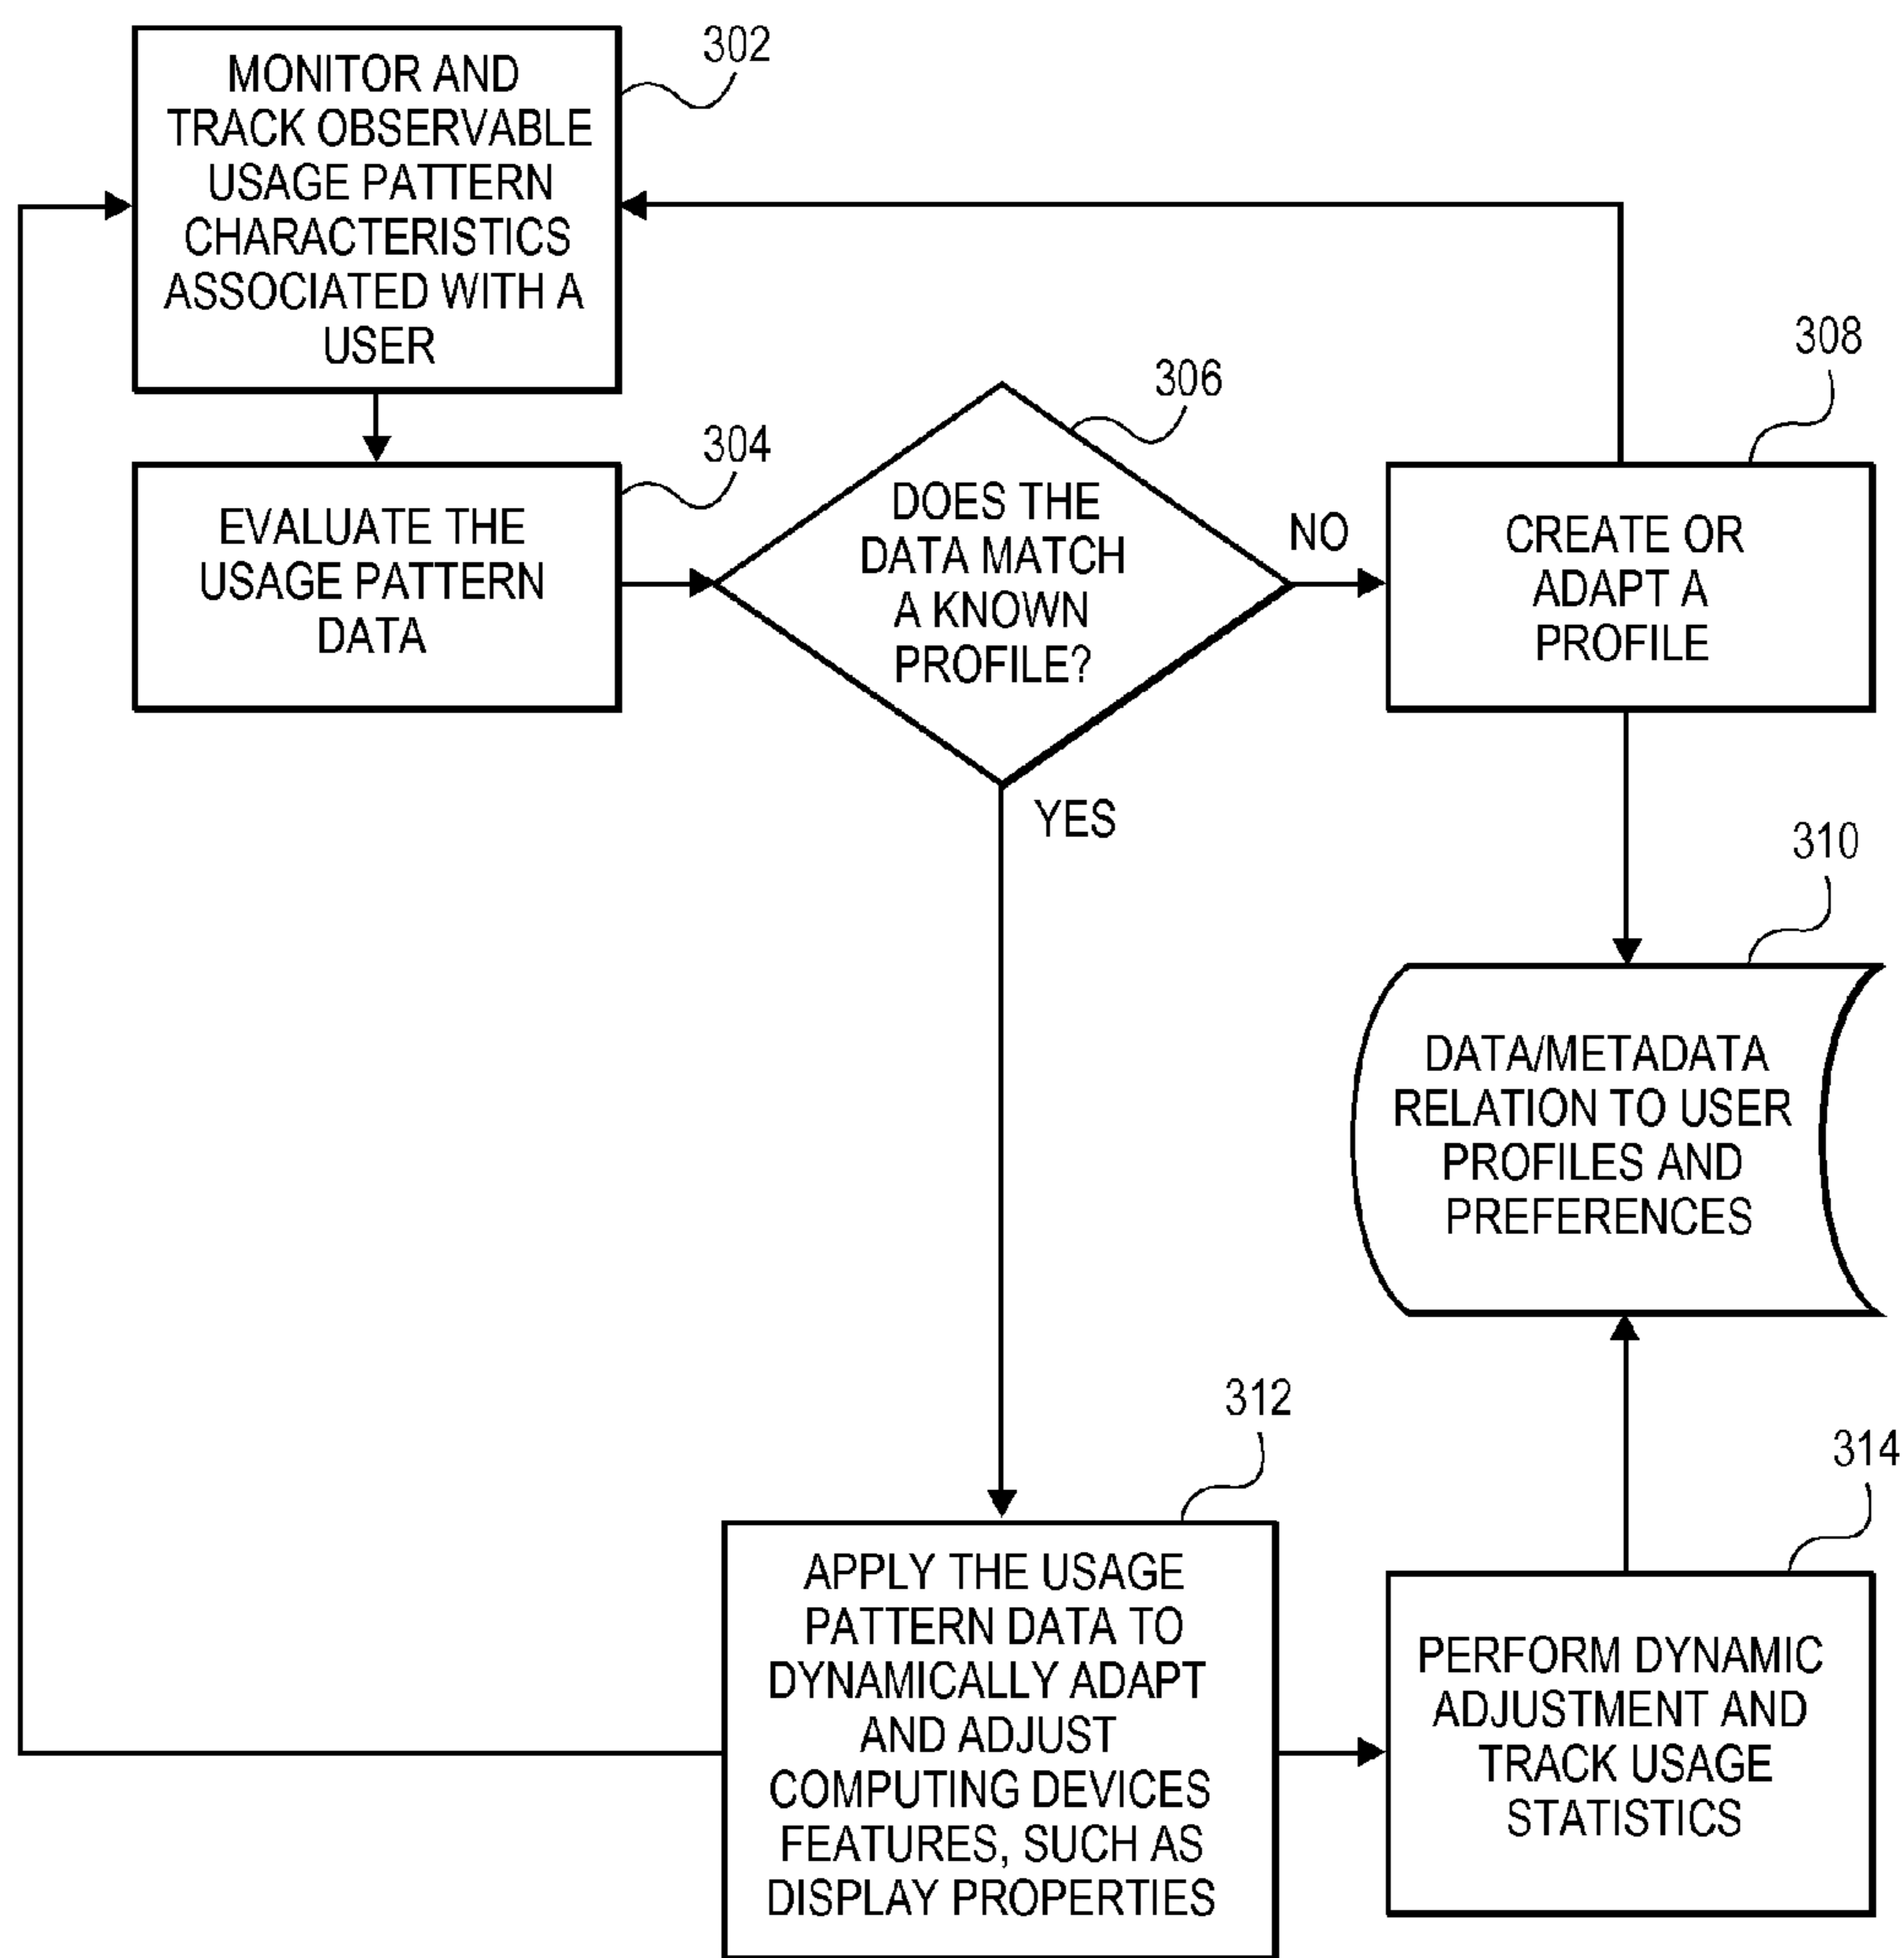 302
MONITOR AND
TRACK OBSERVABLE
USAGE PATTERN
CHARACTERISTICS
ASSOCIATED WITH A
USER
304
EVALUATE THE
USAGE PATTERN
DATA
306
DOES THE
DATA MATCH
A KNOWN
PROFILE?
NO
YES
308
CREATE OR
ADAPT A
PROFILE
310
DATA/METADATA
RELATION TO USER
PROFILES AND
PREFERENCES
312
APPLY THE USAGE
PATTERN DATA TO
DYNAMICALLY ADAPT
AND ADJUST
COMPUTING DEVICES
FEATURES, SUCH AS
DISPLAY PROPERTIES
314
PERFORM DYNAMIC
ADJUSTMENT AND
TRACK USAGE
STATISTICS